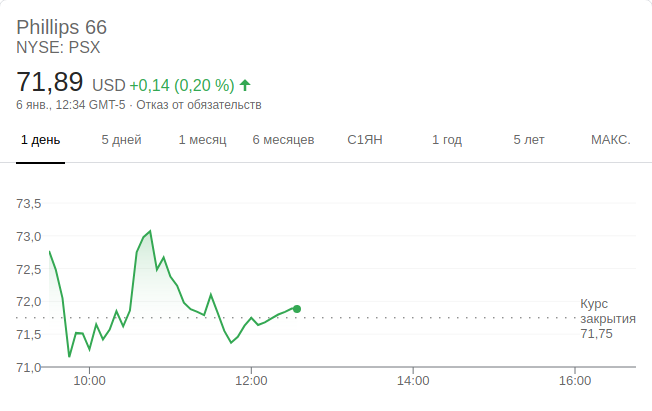 Phillips 66
NYSE: PSX
71,89 USD +0,14 (0,20 %)
6 янв., 12:34 GMT-5 · Отказ от обязательств
1 день 5 дней 1 месяц 6 месяцев С1ЯН 1 год 5 лет МАКС.
73,5
73,0
72,5
72,0
71,5
71,0
Курс
закрытия
71,75
10:00 12:00 14:00 16:00